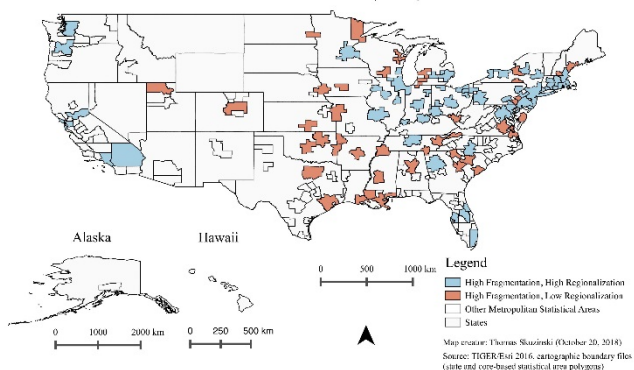 Alaska
Hawaii
0 1000 2000 km
0 250 500 km
0 500 1000 km
Legend
High Fragmentation, High Regionalization
High Fragmentation, Low Regionalization
Other Metropolitan Statistical Areas
States
Map creator: Thomas Skuzinski (October 20, 2018)
Source: TIGER/Esri 2016, cartographic boundary files
(state and core-based statistical area polygons)